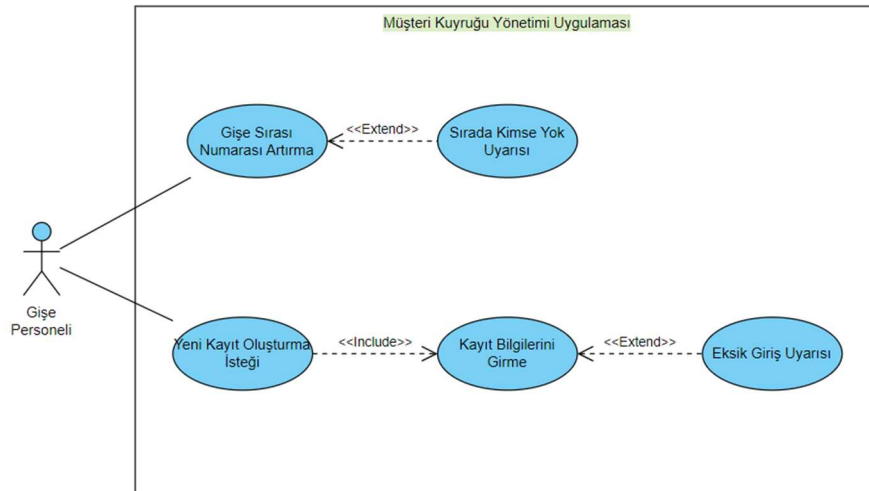 Müşteri Kuyruğu Yönetimi Uygulaması
Gişe Sırası
Numarası Artırma
<<Extend>>
Sırada Kimse Yok
Uyarısı
Gişe
Personeli
Yeni Kayıt Oluşturma
İsteği
<<Include>>
Kayıt Bilgilerini
Girme
<<Extend>>
Eksik Giriş Uyarısı